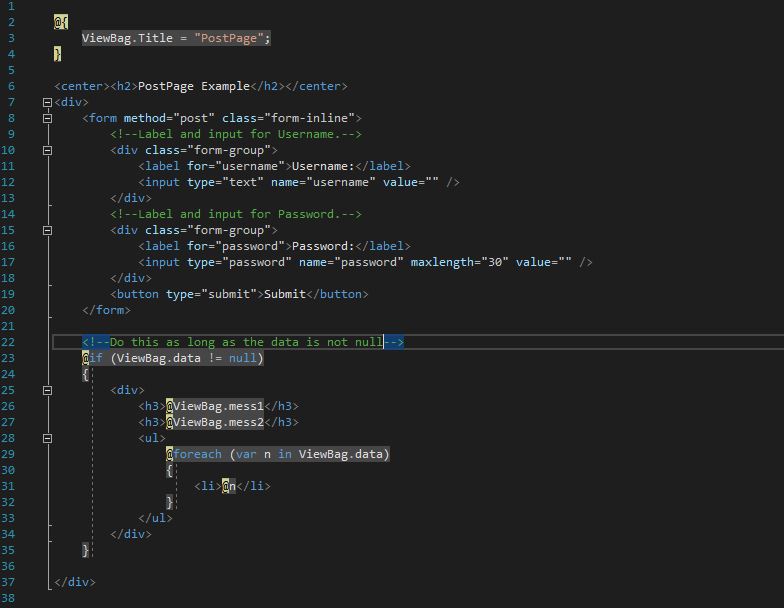 1
2 @{
3 ViewBag.Title = "PostPage";
4 }
5
6 <center><h2>PostPage Example</h2></center>
7 <div>
8 <form method="post" class="form-inline">
9 <!--Label and input for Username.-->
10 <div class="form-group">
11 <label for="username">Username:</label>
12 <input type="text" name="username" value="" />
13 </div>
14 <!--Label and input for Password.-->
15 <div class="form-group">
16 <label for="password">Password:</label>
17 <input type="password" name="password" maxlength="30" value="" />
18 </div>
19 <button type="submit">Submit</button>
20 </form>
21
22 <!--Do this as long as the data is not null-->
23 @if (ViewBag.data != null)
24 {
25 <div>
26 <h3>@ViewBag.mess1</h3>
27 <h3>@ViewBag.mess2</h3>
28 <ul>
29 @foreach (var n in ViewBag.data)
30 {
31 <li>@n</li>
32 }
33 </ul>
34 </div>
35 }
36
37 </div>
38